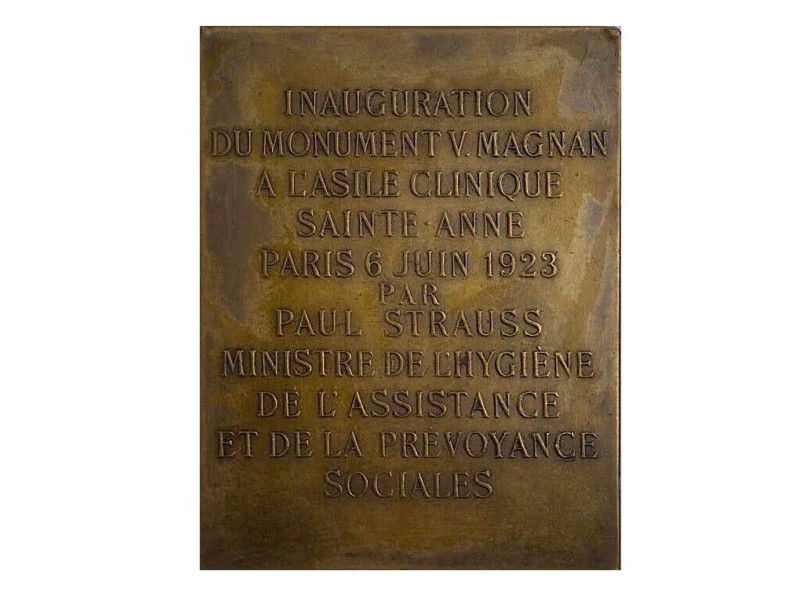 INAUGURATION
DU MONUMENT V. MAGNAN
A L'ASILE CLINIQUE
SAINTE-ANNE
PARIS 6 JUIN 1923
PAR
PAUL STRAUSS
MINISTRE DE L'HYGIÈNE
DE L'ASSISTANCE
ET DE LA PRÉVOYANCE
SOCIALES